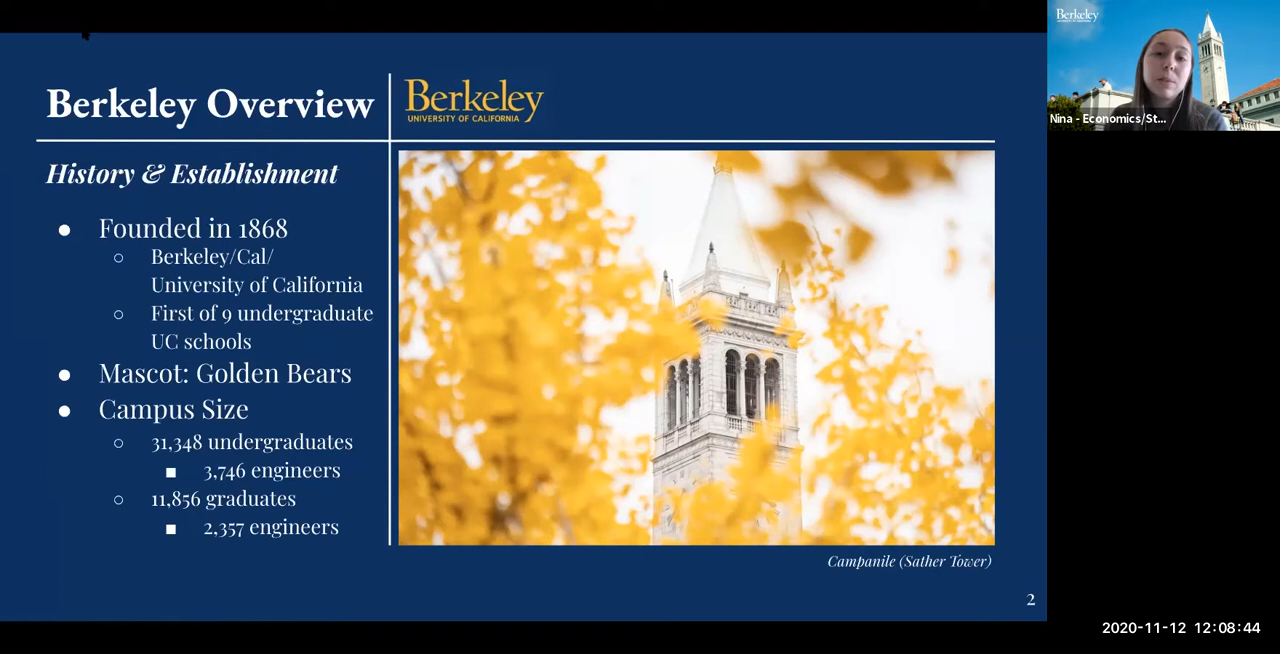 Berkeley Overview
Berkeley
UNIVERSITY OF CALIFORNIA
History & Establishment
● Founded in 1868
○ Berkeley/Cal/
University of California
○ First of 9 undergraduate
UC schools
● Mascot: Golden Bears
● Campus Size
○ 31,348 undergraduates
■ 3,746 engineers
○ 11,856 graduates
■ 2,357 engineers
Campanile (Sather Tower)
2
Berkeley
Nina - Economics/St...
2020-11-12 12:08:44